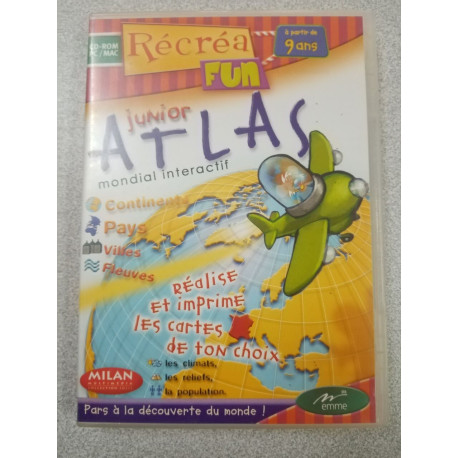 CD-ROM
PC/MAC
Récréa
FUN
à partir de
9 ans
junior
ATLAS
mondial interactif
Continents
Pays
Villes
Fleuves
Réalise
et imprime
les cartes
de ton choix
les climats,
les reliefs,
la population.
MILAN
MULTIMEDIA
Pars à la découverte du monde !
emme